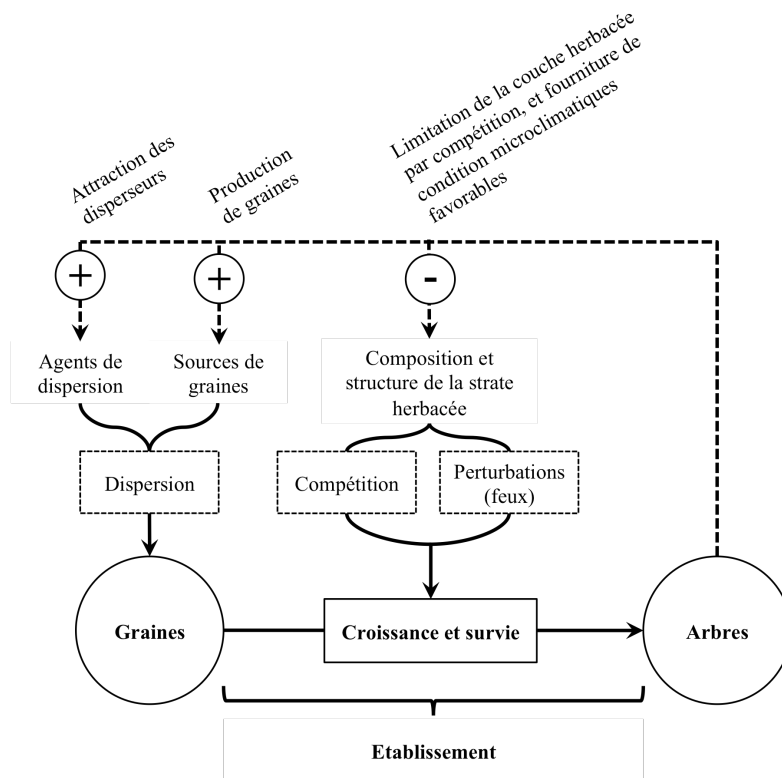 Attraction des
disperseurs
Production
de graines
Limitation de la couche herbacée
par compétition, et fourniture de
condition microclimatiques
favorables
+
+
-
Agents de
dispersion
Sources de
graines
Composition et
structure de la strate
herbacée
Dispersion
Compétition
Perturbations
(feux)
Graines
Croissance et survie
Arbres
Etablissement